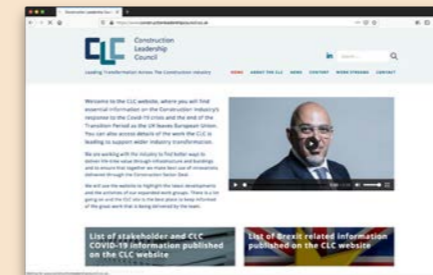 Construction Leadership Council
Construction
Leadership
Council
Leading Transformation Across The Construction Industry
HOME ABOUT THE CLC NEWS CONTENT WORK STREAMS CONTACT
Welcome to the CLC website, where you will find
essential information on the Construction Industry's
response to the Covid-19 crisis and the end of the
Transition Period as the UK leaves European Union.
You can also access details of the work the CLC is
leading to support wider industry transformation.
We are working with the industry to find better ways to
deliver life-time value through infrastructure and buildings
and to ensure that together we make best use of innovations
delivered through the Construction Sector Deal.
We will use the website to highlight the latest developments
and the activities of our expanded work groups. There is a lot
going on and the CLC site is the best place to keep informed
of the great work that is being delivered by the team.
List of stakeholder and CLC
COVID-19 information published
on the CLC website
List of Brexit related information
published on the CLC website